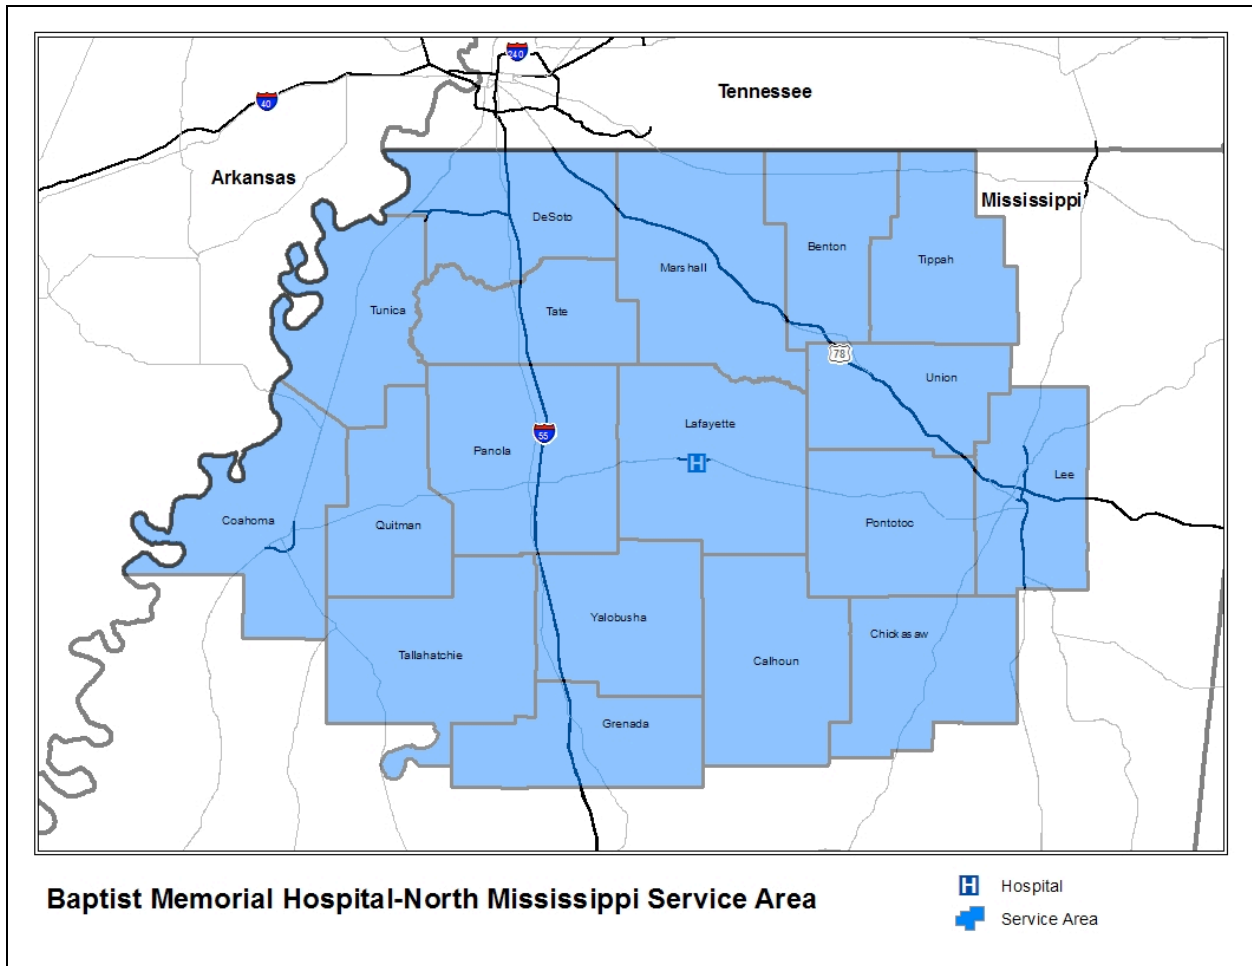 240
Tennessee
40
Arkansas
Mississippi
DeSoto
Benton
Tippah
Marshall
Tunica
Tate
78
Union
Lafayette
55
Panola
H
Lee
Coahoma
Quitman
Pontotoc
Yalobusha
Chickasaw
Tallahatchie
Calhoun
Grenada
Baptist Memorial Hospital-North Mississippi Service Area
H Hospital
Service Area